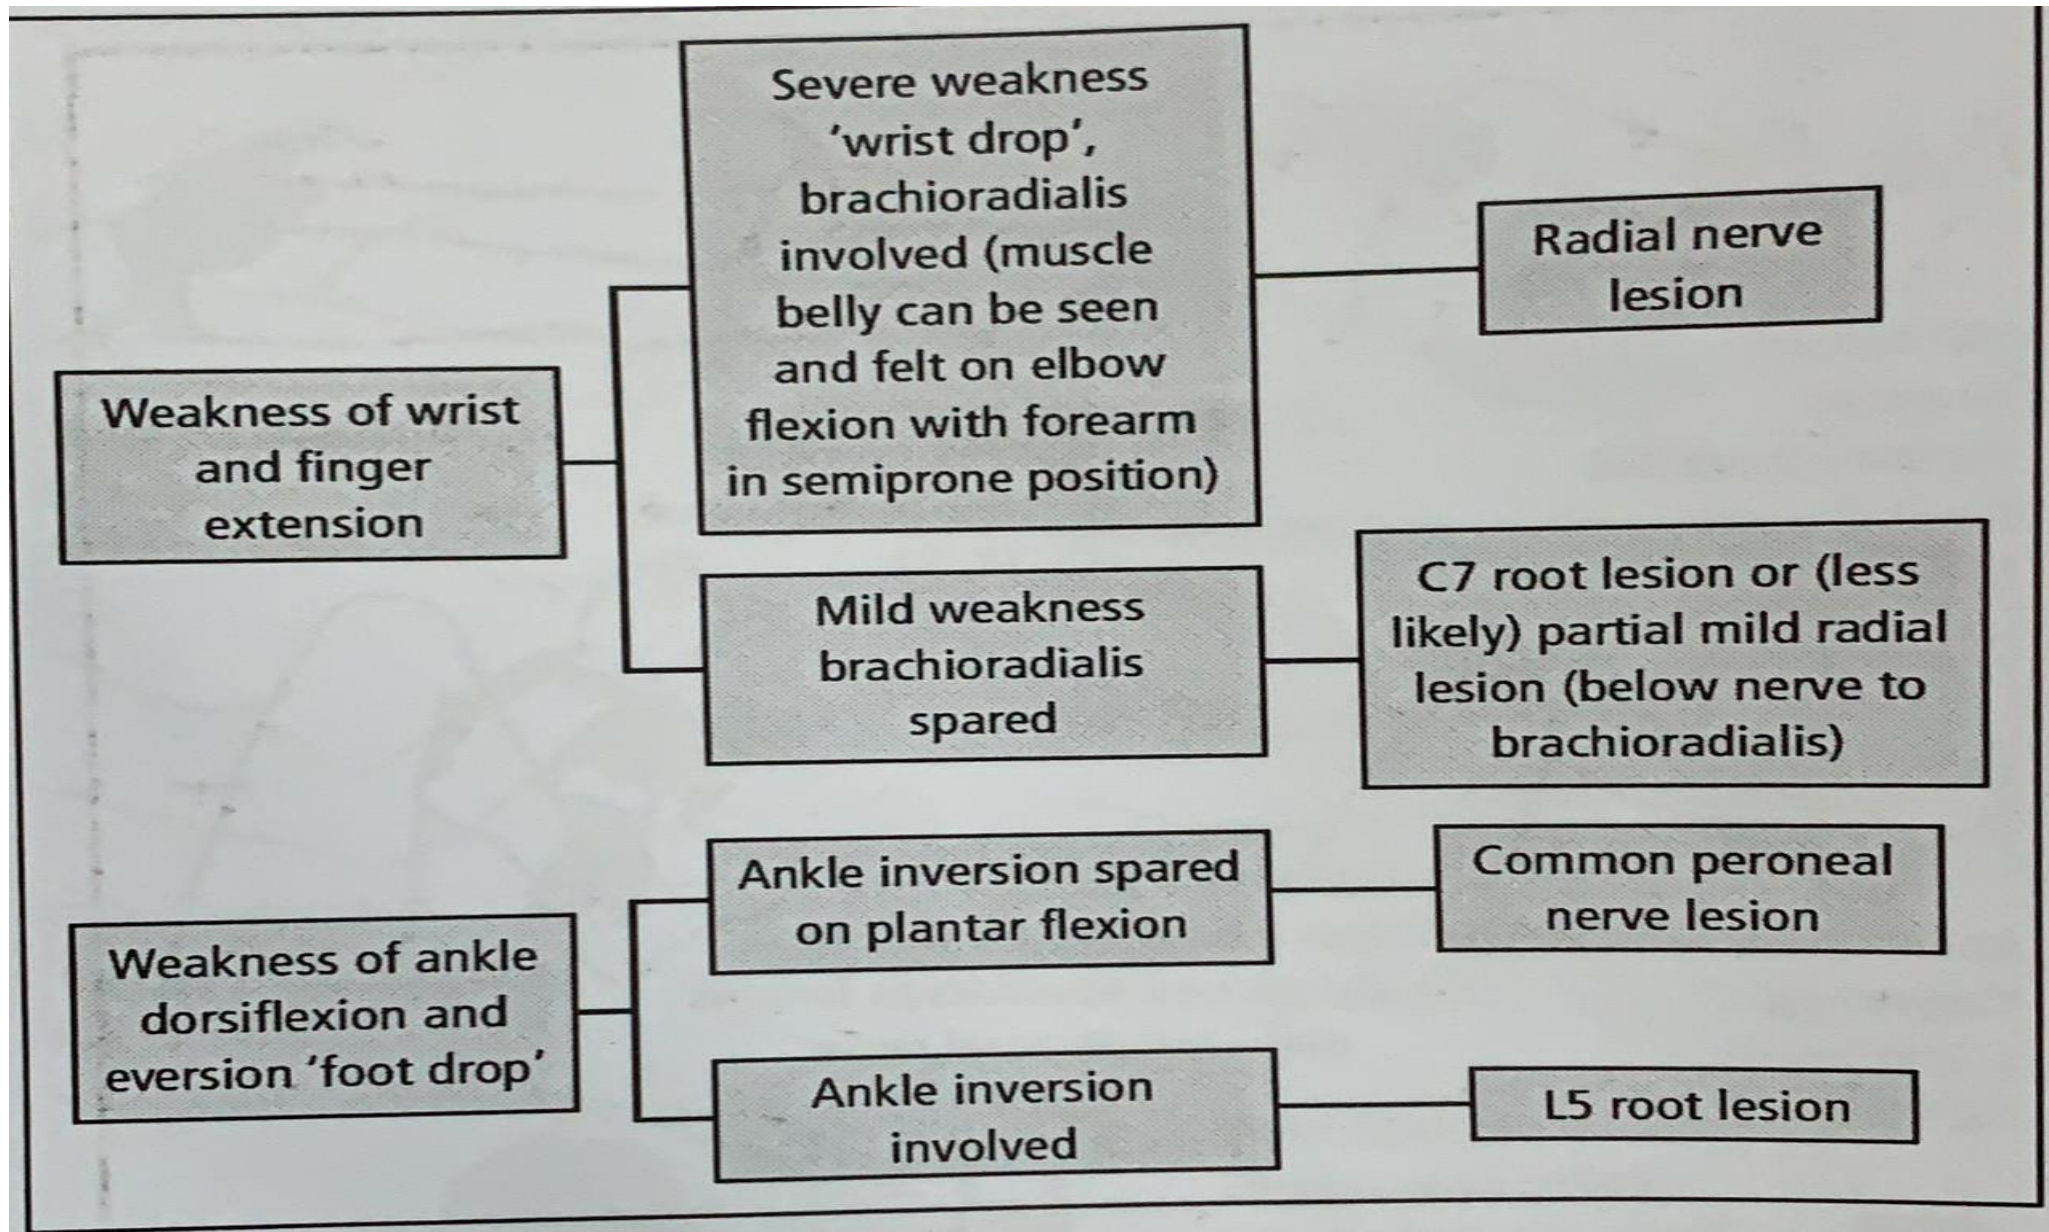 Severe weakness
‘wrist drop’,
brachioradialis
involved (muscle
belly can be seen
and felt on elbow
flexion with forearm
in semiprone position)
Radial nerve
lesion
Weakness of wrist
and finger
extension
Mild weakness
brachioradialis
spared
C7 root lesion or (less
likely) partial mild radial
lesion (below nerve to
brachioradialis)
Ankle inversion spared
on plantar flexion
Common peroneal
nerve lesion
Weakness of ankle
dorsiflexion and
eversion ‘foot drop’
Ankle inversion
involved
L5 root lesion